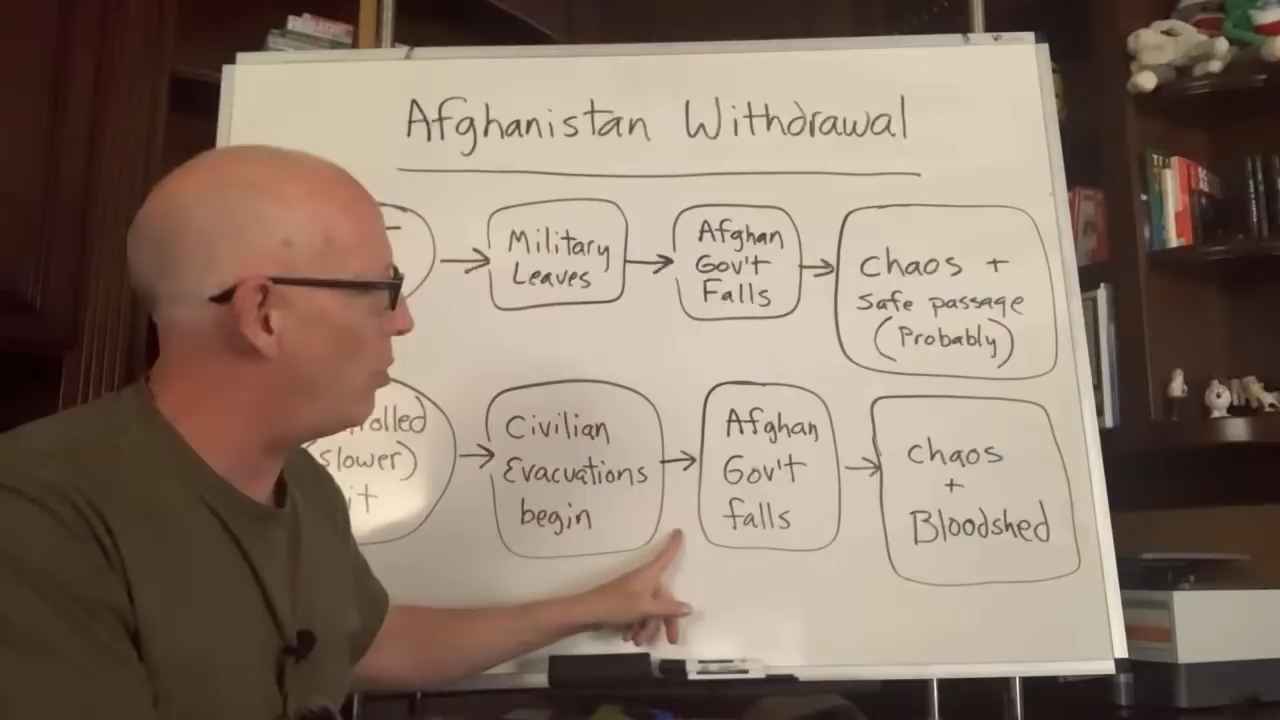 Afghanistan Withdrawal
Military
Leaves
Afghan
Gov't
Falls
Chaos +
Safe passage
(Probably)
(slower)
Civilian
Evacuations
begin
Afghan
Gov't
falls
Chaos
+
Bloodshed